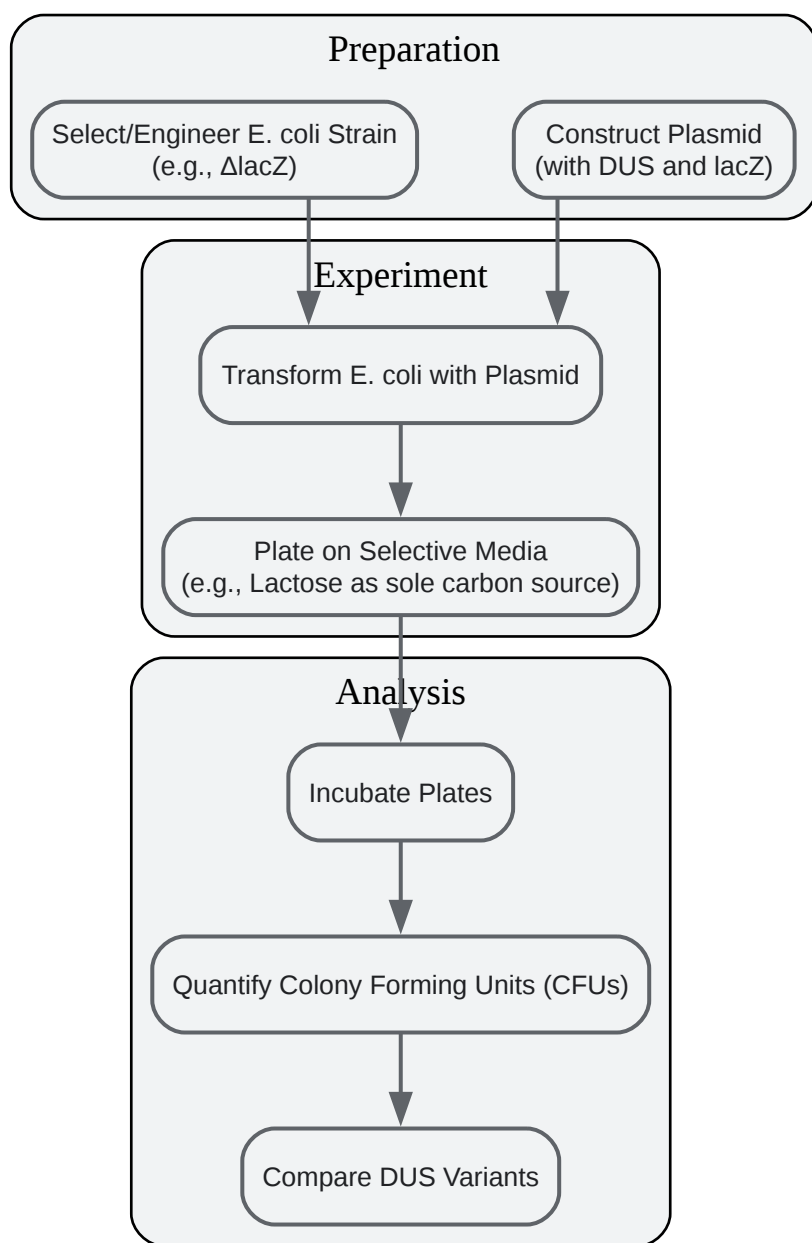 Preparation
Select/Engineer E. coli Strain
(e.g., ΔlacZ)
Construct Plasmid
(with DUS and lacZ)
Experiment
Transform E. coli with Plasmid
Plate on Selective Media
(e.g., Lactose as sole carbon source)
Analysis
Incubate Plates
Quantify Colony Forming Units (CFUs)
Compare DUS Variants